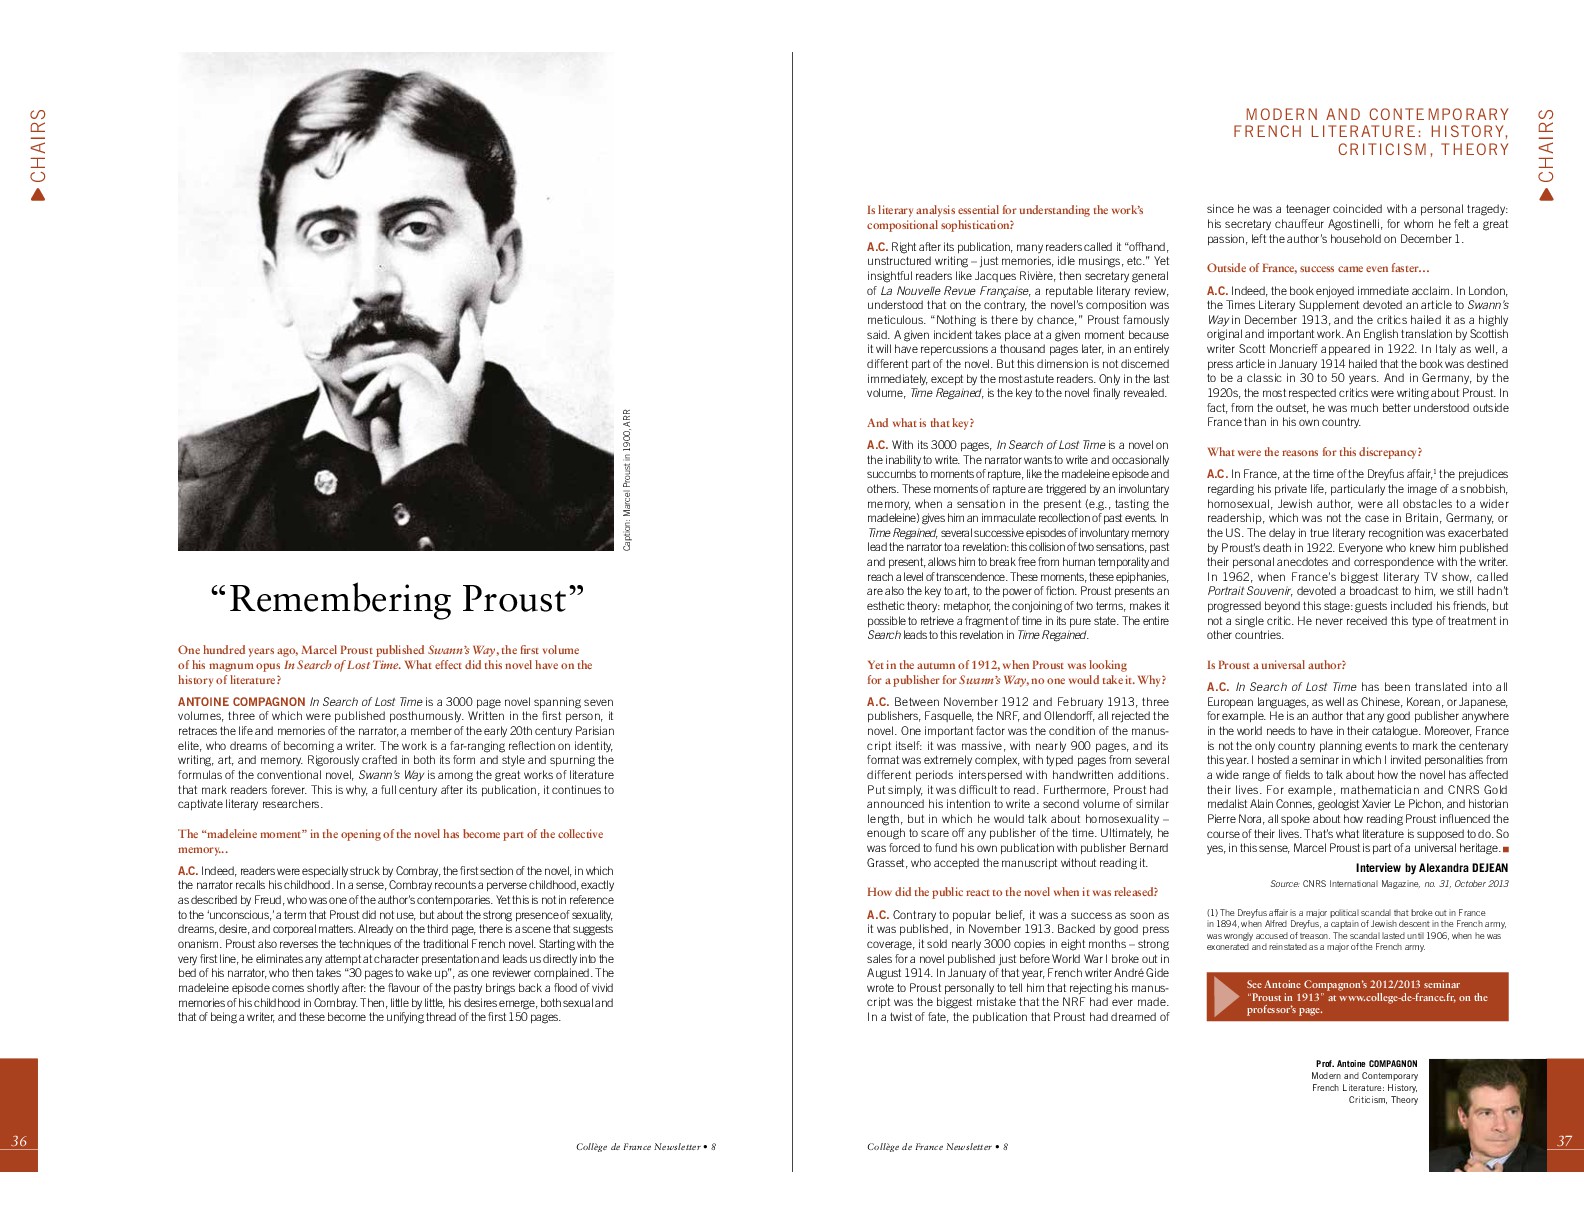 CHAIRS
Caption: Marcel Proust in 1900, ARR
“Remembering Proust”
One hundred years ago, Marcel Proust published Swann’s Way, the first volume
of his magnum opus In Search of Lost Time. What effect did this novel have on the
history of literature?
ANTOINE COMPAGNON In Search of Lost Time is a 3000 page novel spanning seven
volumes, three of which were published posthumously. Written in the first person, it
retraces the life and memories of the narrator, a member of the early 20th century Parisian
elite, who dreams of becoming a writer. The work is a far-ranging reflection on identity,
writing, art, and memory. Rigorously crafted in both its form and style and spurning the
formulas of the conventional novel, Swann’s Way is among the great works of literature
that mark readers forever. This is why, a full century after its publication, it continues to
captivate literary researchers.
The “madeleine moment” in the opening of the novel has become part of the collective
memory...
A.C. Indeed, readers were especially struck by Combray, the first section of the novel, in which
the narrator recalls his childhood. In a sense, Combray recounts a perverse childhood, exactly
as described by Freud, who was one of the author’s contemporaries. Yet this is not in reference
to the ‘unconscious,’ a term that Proust did not use, but about the strong presence of sexuality,
dreams, desire, and corporeal matters. Already on the third page, there is a scene that suggests
onanism. Proust also reverses the techniques of the traditional French novel. Starting with the
very first line, he eliminates any attempt at character presentation and leads us directly into the
bed of his narrator, who then takes “30 pages to wake up”, as one reviewer complained. The
madeleine episode comes shortly after: the flavour of the pastry brings back a flood of vivid
memories of his childhood in Combray. Then, little by little, his desires emerge, both sexual and
that of being a writer, and these become the unifying thread of the first 150 pages.
36
Collège de France Newsletter • 8
MODERN AND CONTEMPORARY
FRENCH LITERATURE: HISTORY,
CRITICISM, THEORY
CHAIRS
Is literary analysis essential for understanding the work’s
compositional sophistication?
A.C. Right after its publication, many readers called it “offhand,
unstructured writing – just memories, idle musings, etc.” Yet
insightful readers like Jacques Rivière, then secretary general
of La Nouvelle Revue Française, a reputable literary review,
understood that on the contrary, the novel’s composition was
meticulous. “Nothing is there by chance,” Proust famously
said. A given incident takes place at a given moment because
it will have repercussions a thousand pages later, in an entirely
different part of the novel. But this dimension is not discerned
immediately, except by the most astute readers. Only in the last
volume, Time Regained, is the key to the novel finally revealed.
And what is that key?
A.C. With its 3000 pages, In Search of Lost Time is a novel on
the inability to write. The narrator wants to write and occasionally
succumbs to moments of rapture, like the madeleine episode and
others. These moments of rapture are triggered by an involuntary
memory, when a sensation in the present (e.g., tasting the
madeleine) gives him an immaculate recollection of past events. In
Time Regained, several successive episodes of involuntary memory
lead the narrator to a revelation: this collision of two sensations, past
and present, allows him to break free from human temporality and
reach a level of transcendence. These moments, these epiphanies,
are also the key to art, to the power of fiction. Proust presents an
esthetic theory: metaphor, the conjoining of two terms, makes it
possible to retrieve a fragment of time in its pure state. The entire
Search leads to this revelation in Time Regained.
Yet in the autumn of 1912, when Proust was looking
for a publisher for Swann’s Way, no one would take it. Why?
A.C. Between November 1912 and February 1913, three
publishers, Fasquelle, the NRF, and Ollendorff, all rejected the
novel. One important factor was the condition of the manus-
cript itself: it was massive, with nearly 900 pages, and its
format was extremely complex, with typed pages from several
different periods interspersed with handwritten additions.
Put simply, it was difficult to read. Furthermore, Proust had
announced his intention to write a second volume of similar
length, but in which he would talk about homosexuality –
enough to scare off any publisher of the time. Ultimately, he
was forced to fund his own publication with publisher Bernard
Grasset, who accepted the manuscript without reading it.
How did the public react to the novel when it was released?
A.C. Contrary to popular belief, it was a success as soon as
it was published, in November 1913. Backed by good press
coverage, it sold nearly 3000 copies in eight months – strong
sales for a novel published just before World War I broke out in
August 1914. In January of that year, French writer André Gide
wrote to Proust personally to tell him that rejecting his manus-
cript was the biggest mistake that the NRF had ever made.
In a twist of fate, the publication that Proust had dreamed of
since he was a teenager coincided with a personal tragedy:
his secretary chauffeur Agostinelli, for whom he felt a great
passion, left the author’s household on December 1.
Outside of France, success came even faster...
A.C. Indeed, the book enjoyed immediate acclaim. In London,
the Times Literary Supplement devoted an article to Swann’s
Way in December 1913, and the critics hailed it as a highly
original and important work. An English translation by Scottish
writer Scott Moncrieff appeared in 1922. In Italy as well, a
press article in January 1914 hailed that the book was destined
to be a classic in 30 to 50 years. And in Germany, by the
1920s, the most respected critics were writing about Proust. In
fact, from the outset, he was much better understood outside
France than in his own country.
What were the reasons for this discrepancy?
A.C. In France, at the time of the Dreyfus affair,1 the prejudices
regarding his private life, particularly the image of a snobbish,
homosexual, Jewish author, were all obstacles to a wider
readership, which was not the case in Britain, Germany, or
the US. The delay in true literary recognition was exacerbated
by Proust’s death in 1922. Everyone who knew him published
their personal anecdotes and correspondence with the writer.
In 1962, when France’s biggest literary TV show, called
Portrait Souvenir, devoted a broadcast to him, we still hadn’t
progressed beyond this stage: guests included his friends, but
not a single critic. He never received this type of treatment in
other countries.
Is Proust a universal author?
A.C. In Search of Lost Time has been translated into all
European languages, as well as Chinese, Korean, or Japanese,
for example. He is an author that any good publisher anywhere
in the world needs to have in their catalogue. Moreover, France
is not the only country planning events to mark the centenary
this year. I hosted a seminar in which I invited personalities from
a wide range of fields to talk about how the novel has affected
their lives. For example, mathematician and CNRS Gold
medalist Alain Connes, geologist Xavier Le Pichon, and historian
Pierre Nora, all spoke about how reading Proust influenced the
course of their lives. That’s what literature is supposed to do. So
yes, in this sense, Marcel Proust is part of a universal heritage.
Interview by Alexandra DEJEAN
Source: CNRS International Magazine, no. 31, October 2013
(1) The Dreyfus affair is a major political scandal that broke out in France
in 1894, when Alfred Dreyfus, a captain of Jewish descent in the French army,
was wrongly accused of treason. The scandal lasted until 1906, when he was
exonerated and reinstated as a major of the French army.
See Antoine Compagnon’s 2012/2013 seminar
“Proust in 1913” at www.college-de-france.fr, on the
professor’s page.
Prof. Antoine COMPAGNON
Modern and Contemporary
French Literature: History,
Criticism, Theory
Collège de France Newsletter • 8
37